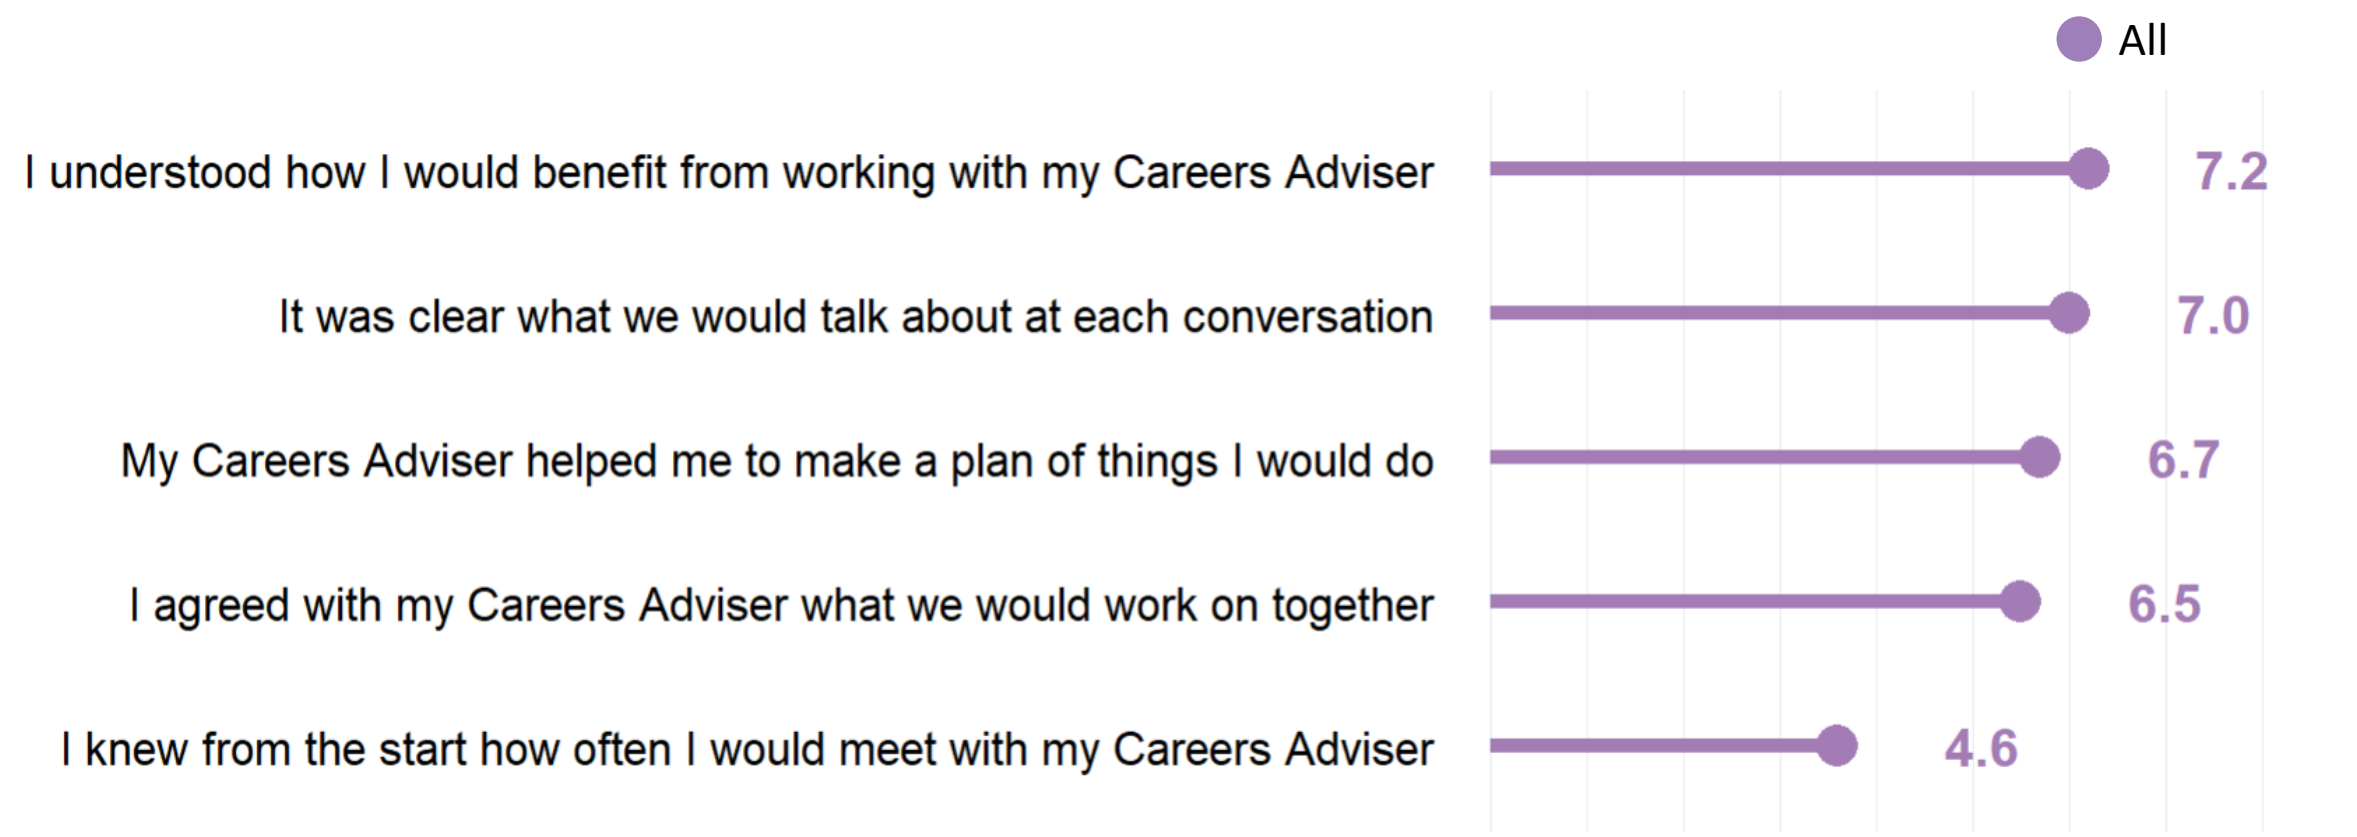 All
I understood how I would benefit from working with my Careers Adviser 7.2
It was clear what we would talk about at each conversation 7.0
My Careers Adviser helped me to make a plan of things I would do 6.7
I agreed with my Careers Adviser what we would work on together 6.5
I knew from the start how often I would meet with my Careers Adviser 4.6